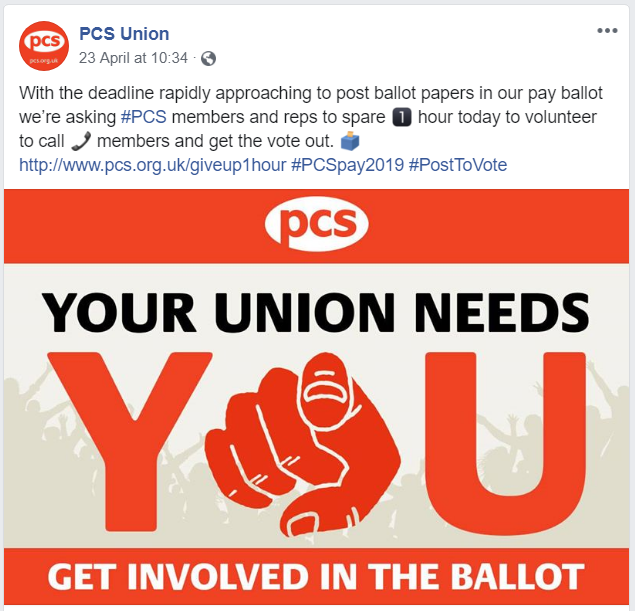 pcs
pcs.org.uk
PCS Union
23 April at 10:34 ·
With the deadline rapidly approaching to post ballot papers in our pay ballot
we’re asking #PCS members and reps to spare 1 hour today to volunteer
to call 📞 members and get the vote out. 🗳
http://www.pcs.org.uk/giveup1hour #PCSpay2019 #PostToVote
pcs
YOUR UNION NEEDS
YOU
GET INVOLVED IN THE BALLOT